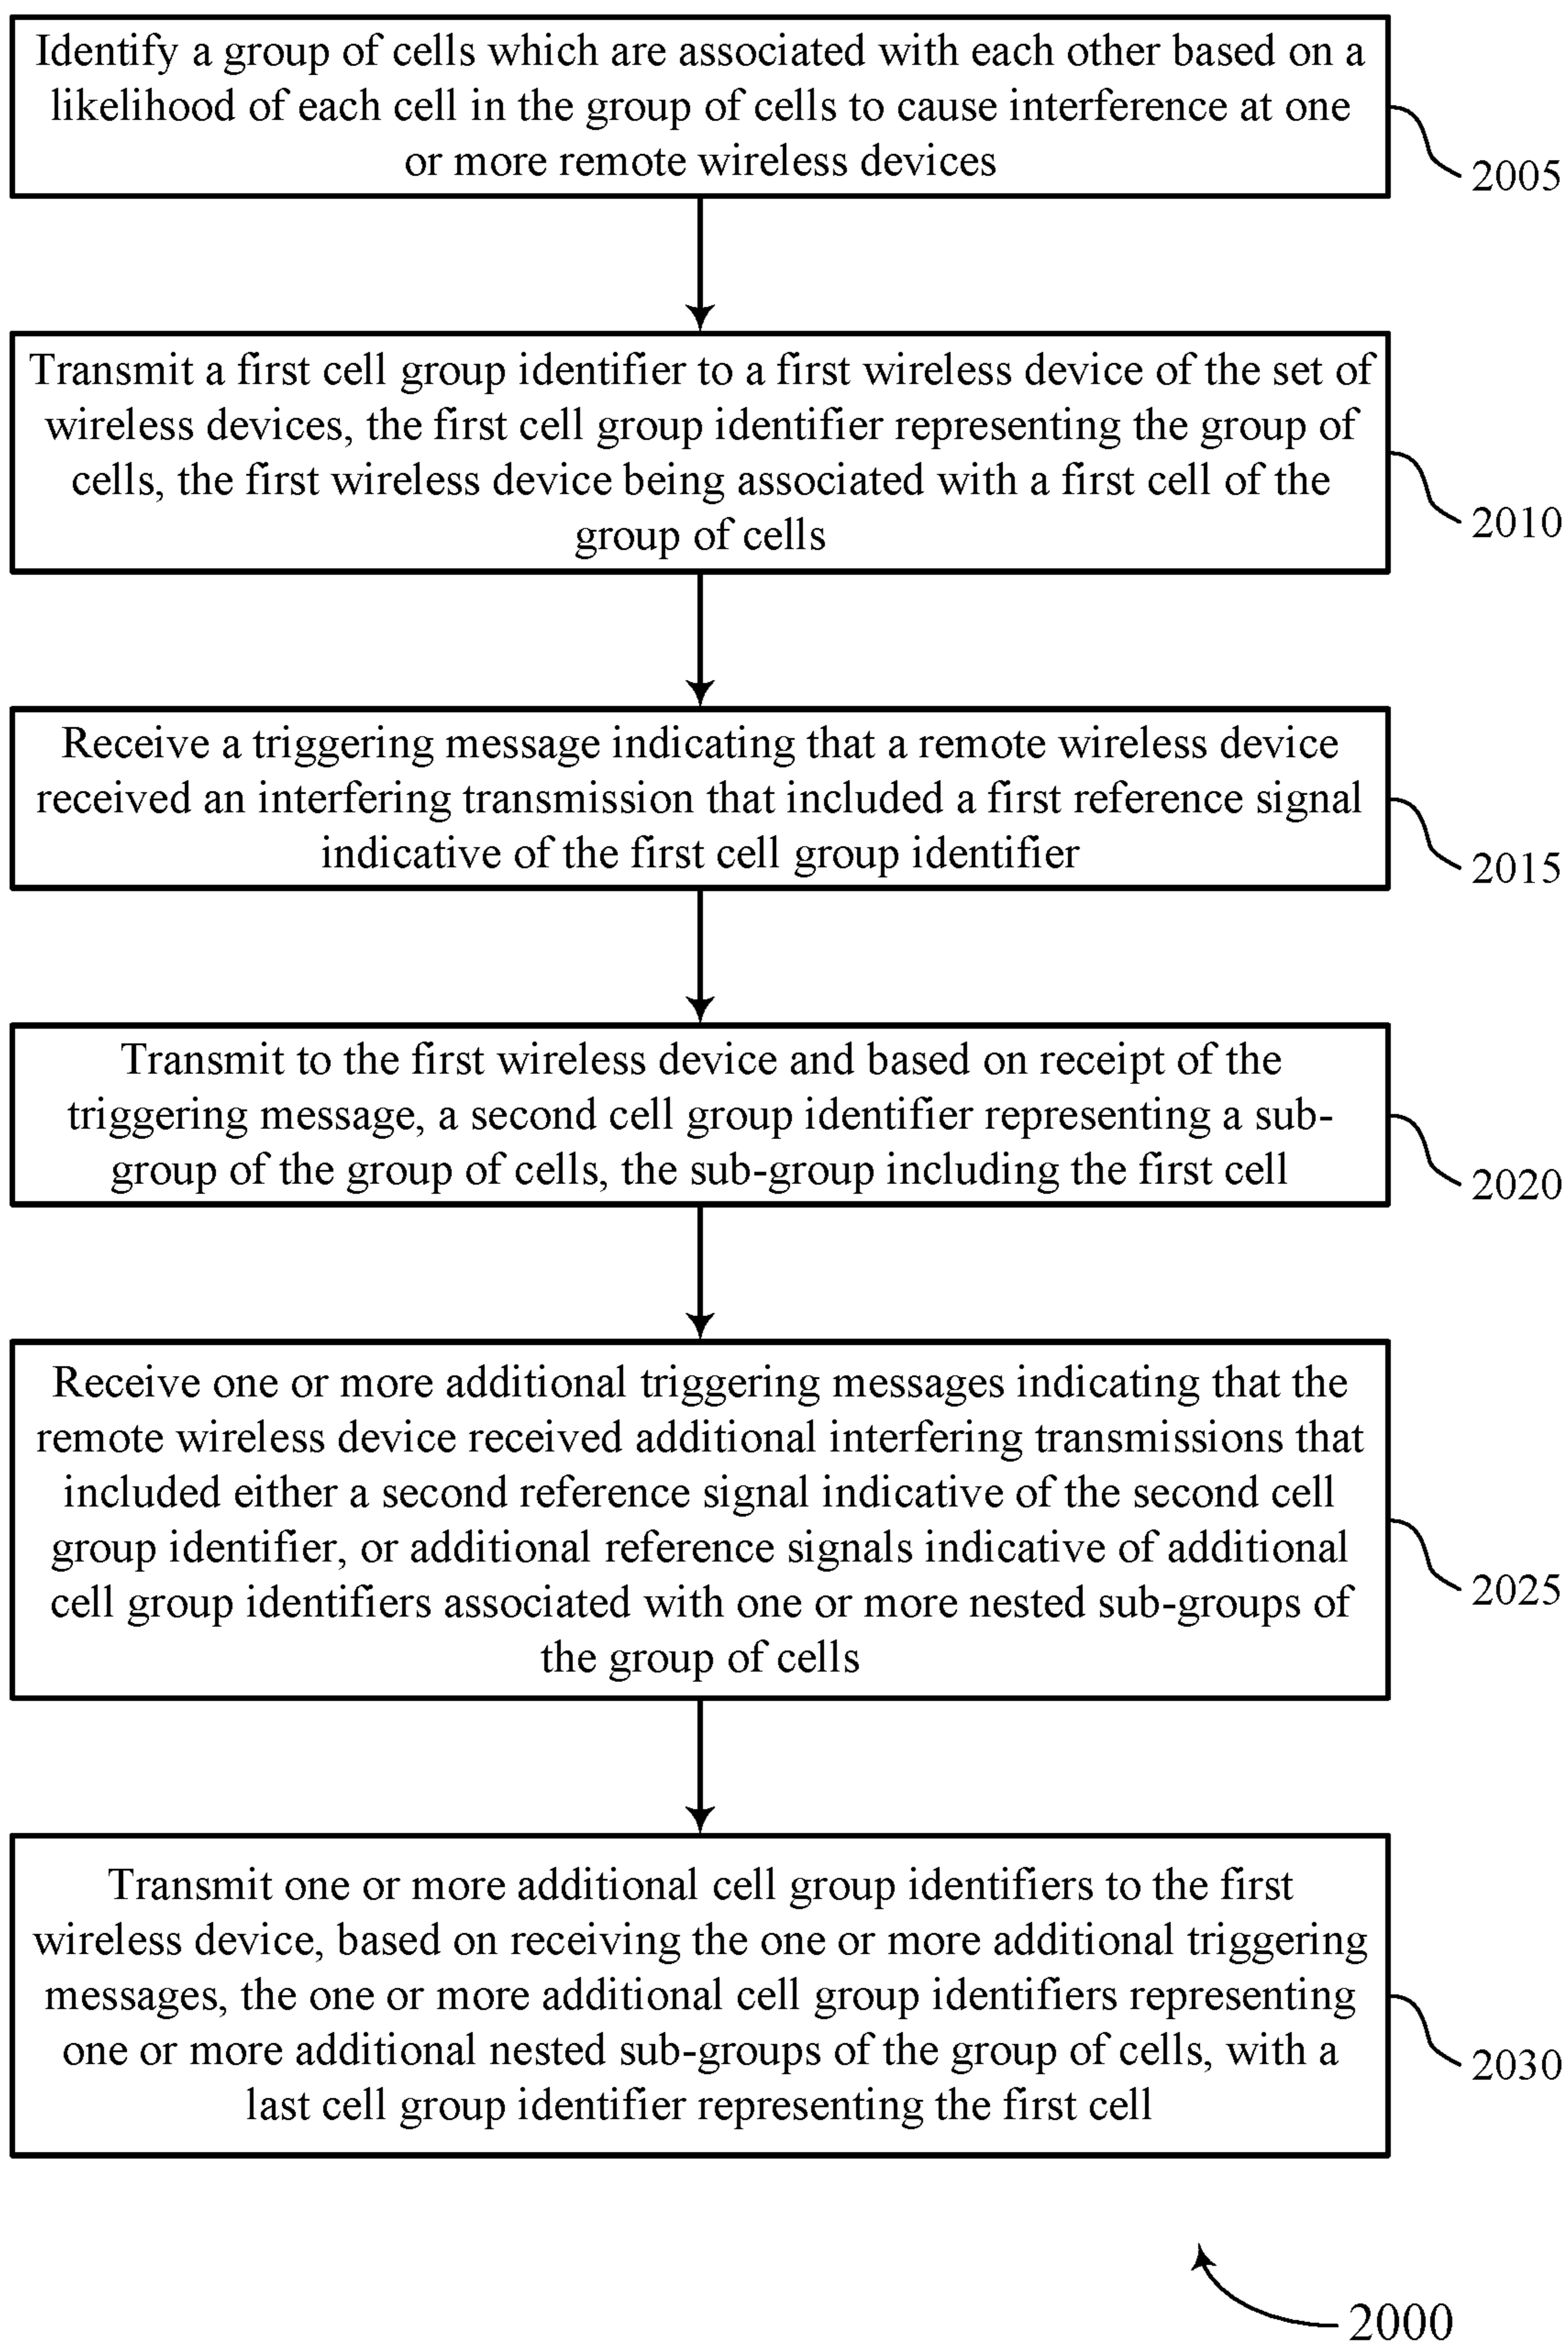 Identify a group of cells which are associated with each other based on a
likelihood of each cell in the group of cells to cause interference at one
or more remote wireless devices
2005
Transmit a first cell group identifier to a first wireless device of the set of
wireless devices, the first cell group identifier representing the group of
cells, the first wireless device being associated with a first cell of the
group of cells
2010
Receive a triggering message indicating that a remote wireless device
received an interfering transmission that included a first reference signal
indicative of the first cell group identifier
2015
Transmit to the first wireless device and based on receipt of the
triggering message, a second cell group identifier representing a sub-
group of the group of cells, the sub-group including the first cell
2020
Receive one or more additional triggering messages indicating that the
remote wireless device received additional interfering transmissions that
included either a second reference signal indicative of the second cell
group identifier, or additional reference signals indicative of additional
cell group identifiers associated with one or more nested sub-groups of
the group of cells
2025
Transmit one or more additional cell group identifiers to the first
wireless device, based on receiving the one or more additional triggering
messages, the one or more additional cell group identifiers representing
one or more additional nested sub-groups of the group of cells, with a
last cell group identifier representing the first cell
2030
2000